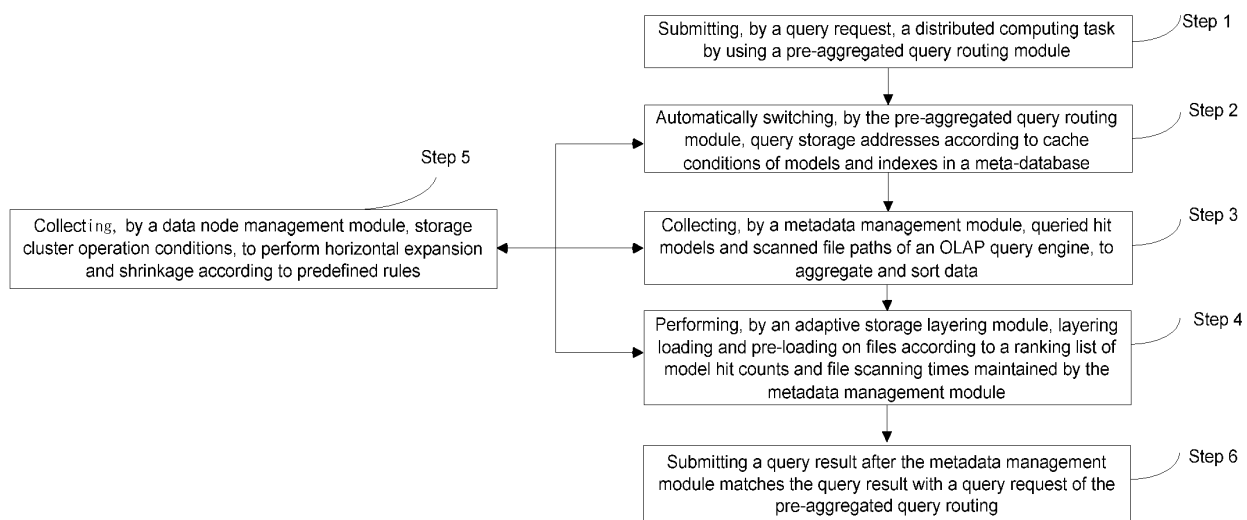 Submitting, by a query request, a distributed computing task
by using a pre-aggregated query routing module
Step 1
Automatically switching, by the pre-aggregated query routing
module, query storage addresses according to cache
conditions of models and indexes in a meta-database
Step 2
Step 5
Collecting, by a data node management module, storage
cluster operation conditions, to perform horizontal expansion
and shrinkage according to predefined rules
Collecting, by a metadata management module, queried hit
models and scanned file paths of an OLAP query engine, to
aggregate and sort data
Step 3
Performing, by an adaptive storage layering module, layering
loading and pre-loading on files according to a ranking list of
model hit counts and file scanning times maintained by the
metadata management module
Step 4
Submitting a query result after the metadata management
module matches the query result with a query request of the
pre-aggregated query routing
Step 6